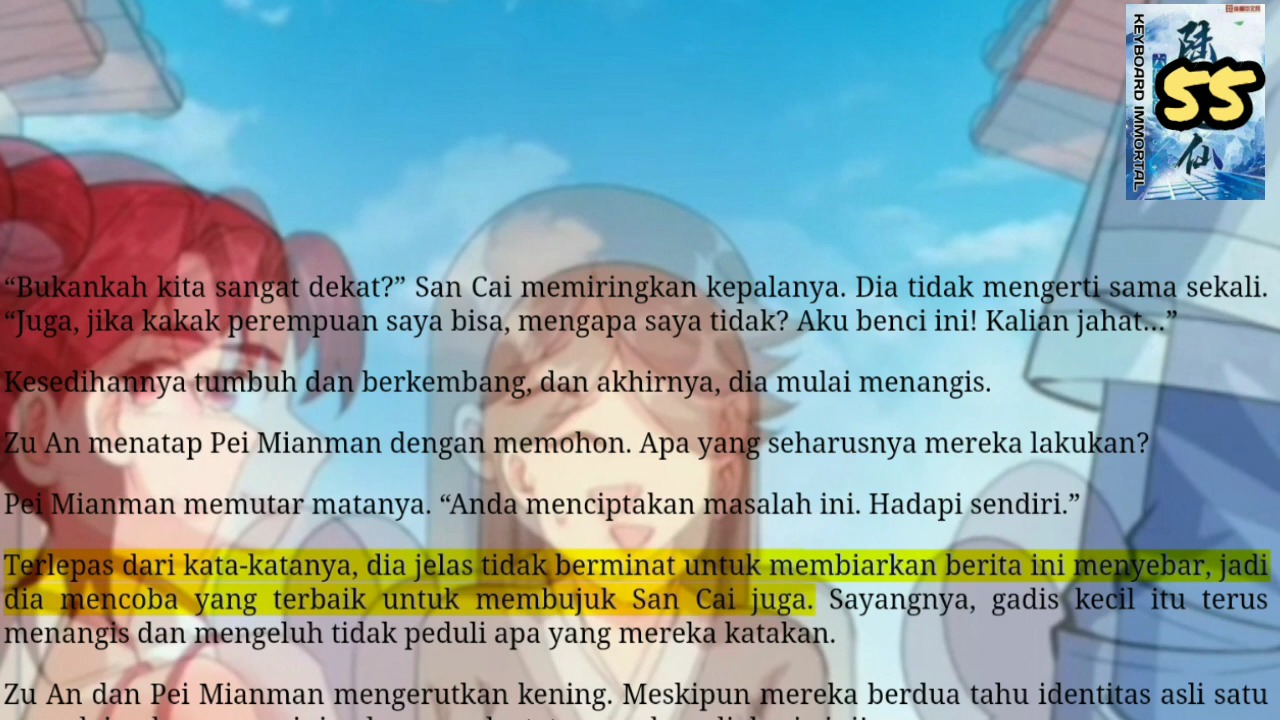 陆
仙
KEYBOARD IMMORTAL
55
“Bukankah kita sangat dekat?” San Cai memiringkan kepalanya. Dia tidak mengerti sama sekali.
“Juga, jika kakak perempuan saya bisa, mengapa saya tidak? Aku benci ini! Kalian jahat...”
Kesedihannya tumbuh dan berkembang, dan akhirnya, dia mulai menangis.
Zu An menatap Pei Mianman dengan memohon. Apa yang seharusnya mereka lakukan?
Pei Mianman memutar matanya. “Anda menciptakan masalah ini. Hadapi sendiri.”
Terlepas dari kata-katanya, dia jelas tidak berminat untuk membiarkan berita ini menyebar, jadi
dia mencoba yang terbaik untuk membujuk San Cai juga. Sayangnya, gadis kecil itu terus
menangis dan mengeluh tidak peduli apa yang mereka katakan.
Zu An dan Pei Mianman mengerutkan kening. Meskipun mereka berdua tahu identitas asli satu